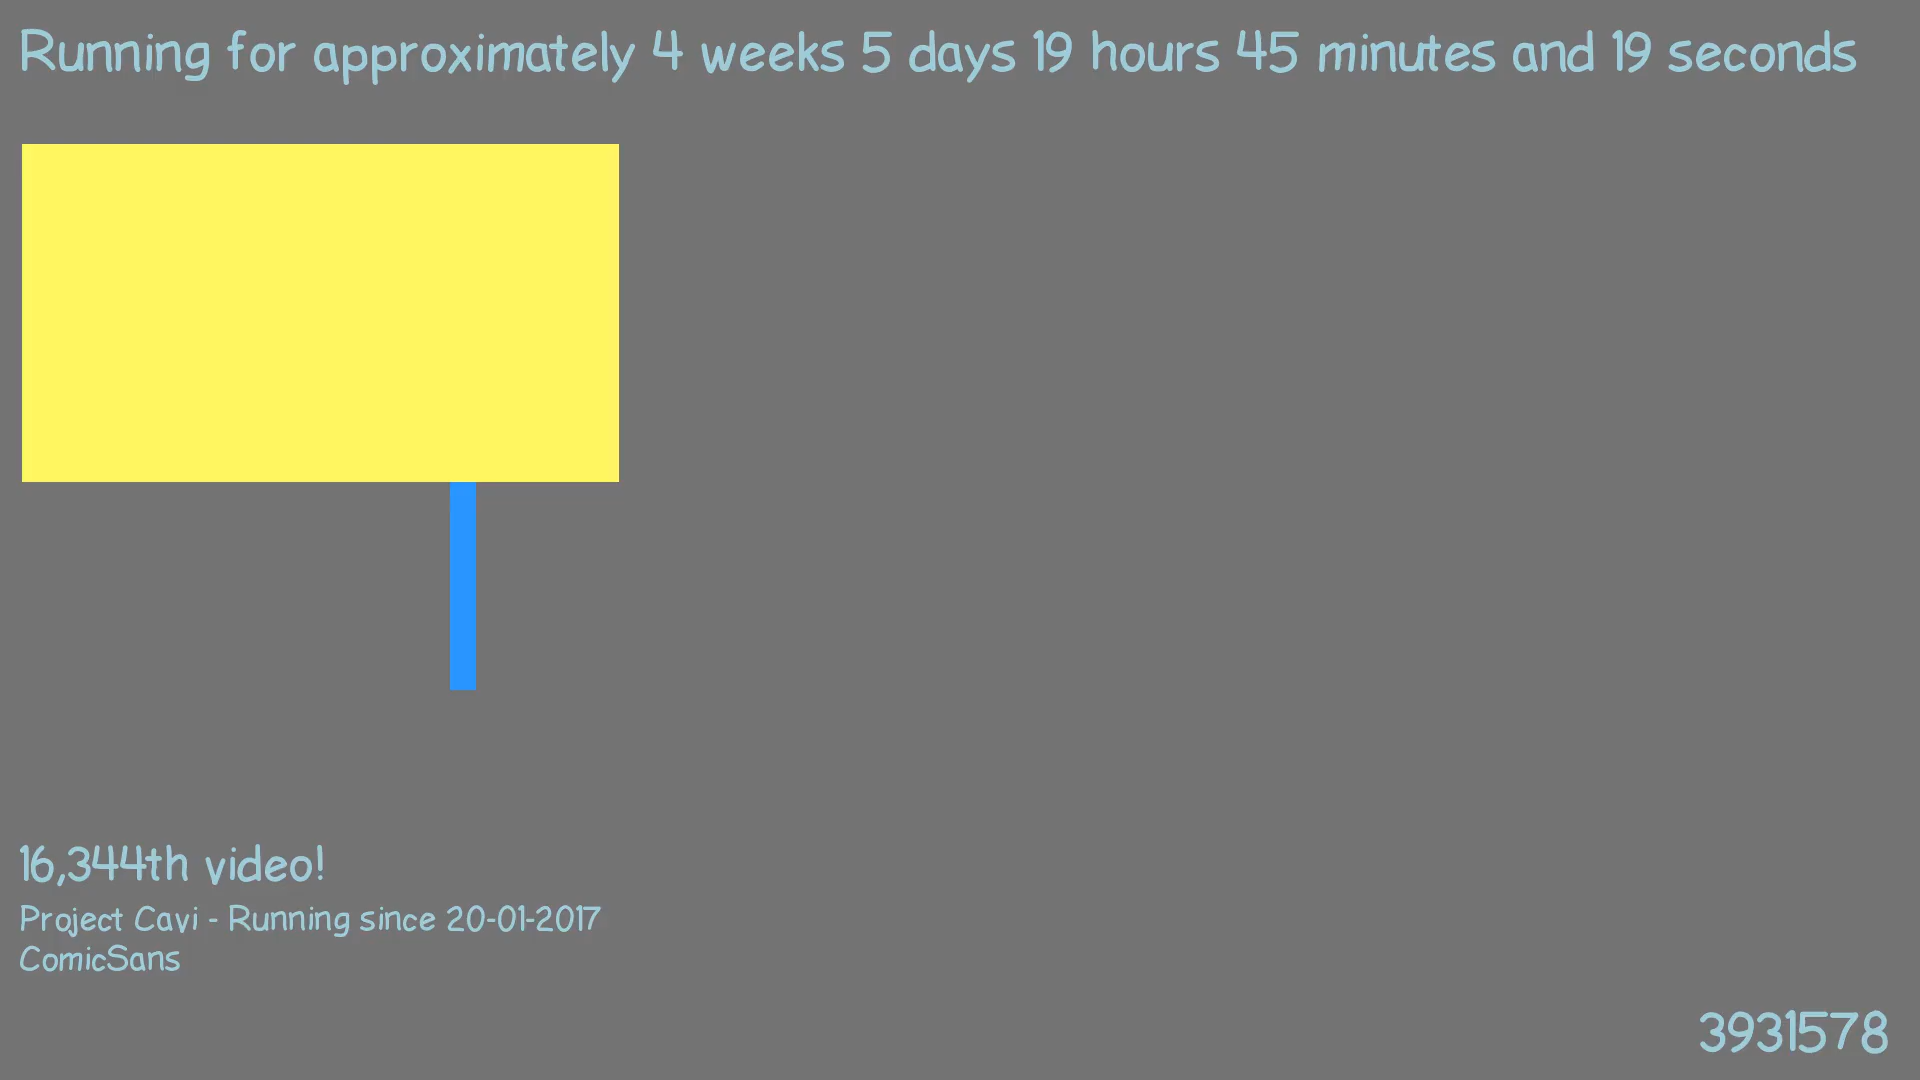 Running for approximately 4 weeks 5 days 19 hours 45 minutes and 19 seconds
16,344th video!
Project Cavi - Running since 20-01-2017
ComicSans
3931578